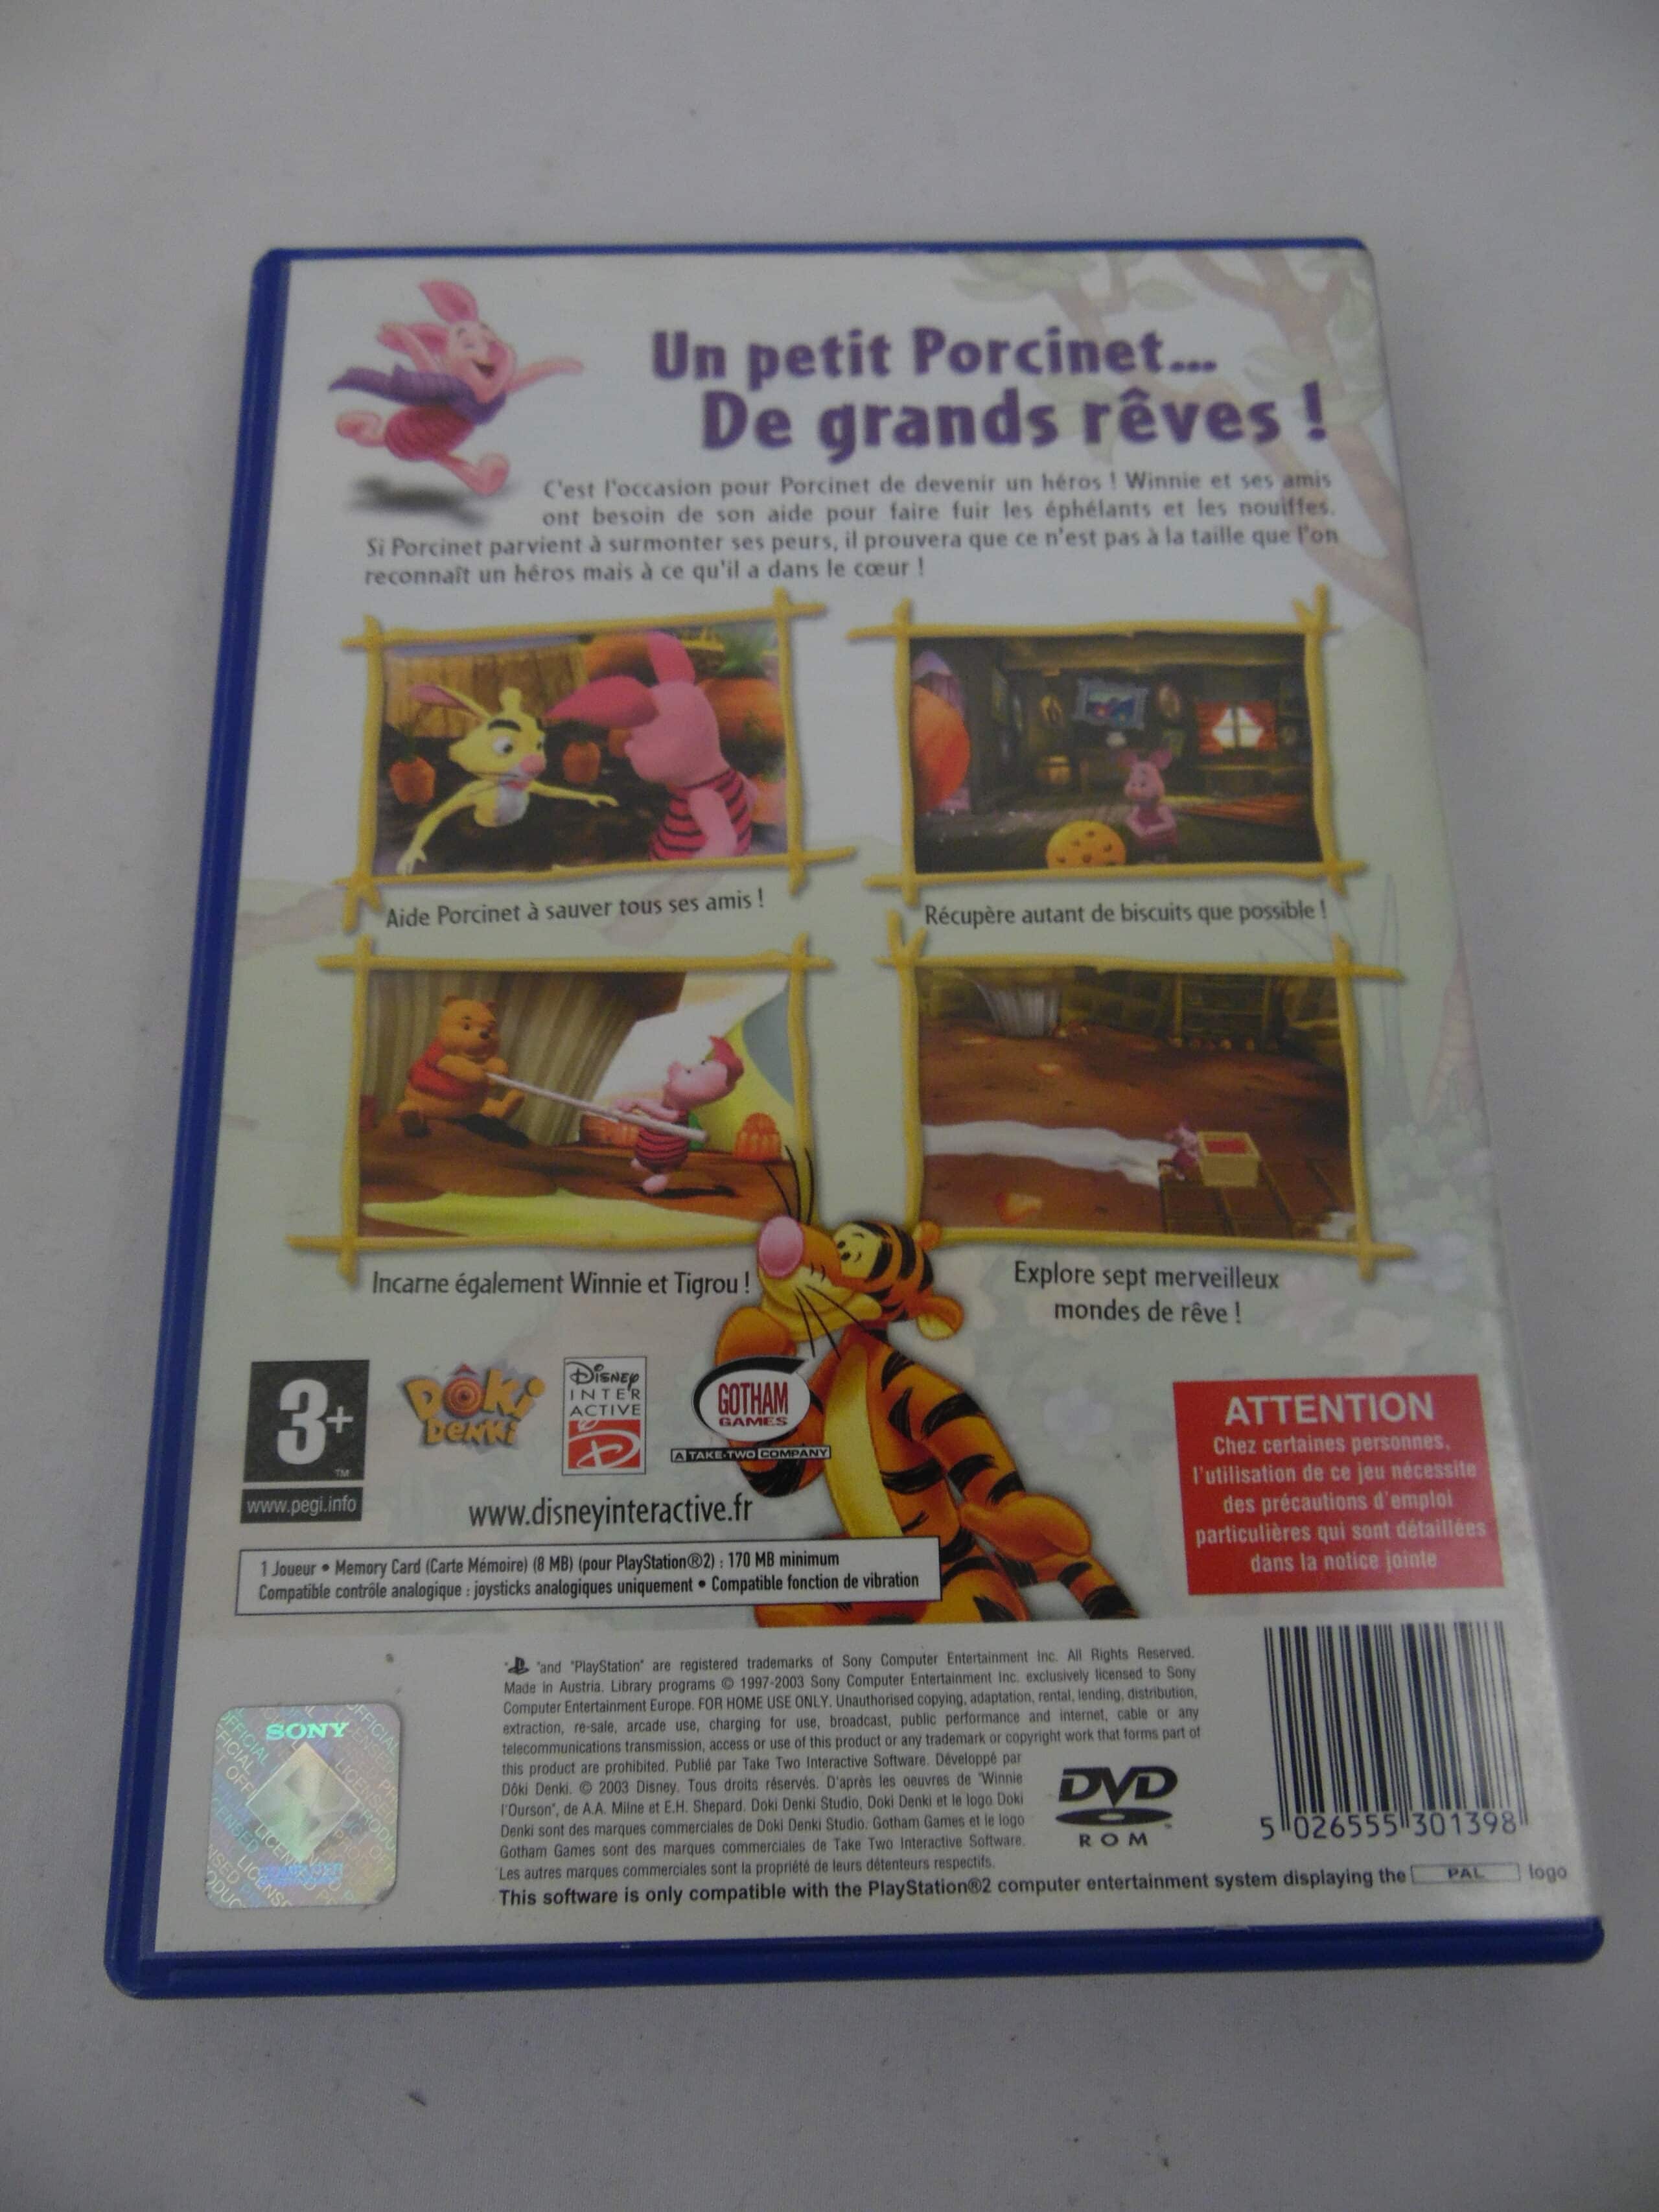 Un petit Porcinet...
De grands rêves !
C'est l'occasion pour Porcinet de devenir un héros ! Winnie et ses amis
ont besoin de son aide pour faire fuir les éphélants et les nouiffes.
Si Porcinet parvient à surmonter ses peurs, il prouvera que ce n'est pas à la taille que l'on
reconnaît un héros mais à ce qu'il a dans le cœur !
Aide Porcinet à sauver tous ses amis !
Récupère autant de biscuits que possible !
Incarne également Winnie et Tigrou !
Explore sept merveilleux
mondes de rêve !
3+
TM
www.pegi.info
DÔKi
DENKi
DISNEY
INTER
ACTIVE
GOTHAM
GAMES
A TAKE-TWO COMPANY
www.disneyinteractive.fr
ATTENTION
Chez certaines personnes,
l'utilisation de ce jeu nécessite
des précautions d'emploi
particulières qui sont détaillées
dans la notice jointe
1 Joueur • Memory Card (Carte Mémoire) (8 MB) (pour PlayStation®2) : 170 MB minimum
Compatible contrôle analogique : joysticks analogiques uniquement • Compatible fonction de vibration
"and "PlayStation" are registered trademarks of Sony Computer Entertainment Inc. All Rights Reserved.
Made in Austria. Library programs © 1997-2003 Sony Computer Entertainment Inc. exclusively licensed to Sony
Computer Entertainment Europe. FOR HOME USE ONLY. Unauthorised copying, adaptation, rental, lending, distribution,
extraction, re-sale, arcade use, charging for use, broadcast, public performance and internet, cable or any
telecommunications transmission, access or use of this product or any trademark or copyright work that forms part of
this product are prohibited. Publié par Take Two Interactive Software. Développé par
Dôki Denki. © 2003 Disney. Tous droits réservés. D'après les oeuvres de "Winnie
l'Ourson", de A.A. Milne et E.H. Shepard. Doki Denki Studio, Doki Denki et le logo Doki
Denki sont des marques commerciales de Doki Denki Studio. Gotham Games et le logo
Gotham Games sont des marques commerciales de Take Two Interactive Software.
Les autres marques commerciales sont la propriété de leurs détenteurs respectifs.
This software is only compatible with the PlayStation®2 computer entertainment system displaying the PAL logo
DVD
ROM
5 026555 301398
SONY